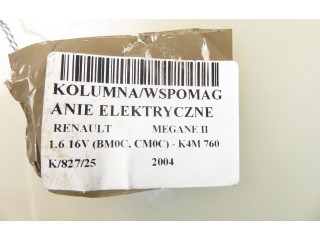 KOLUMNA/WSPOMAG
ANIE ELEKTRYCZNE
RENAULT MEGANE II
1.6 16V (BM0C, CM0C) - K4M 760
K/827/25 2004